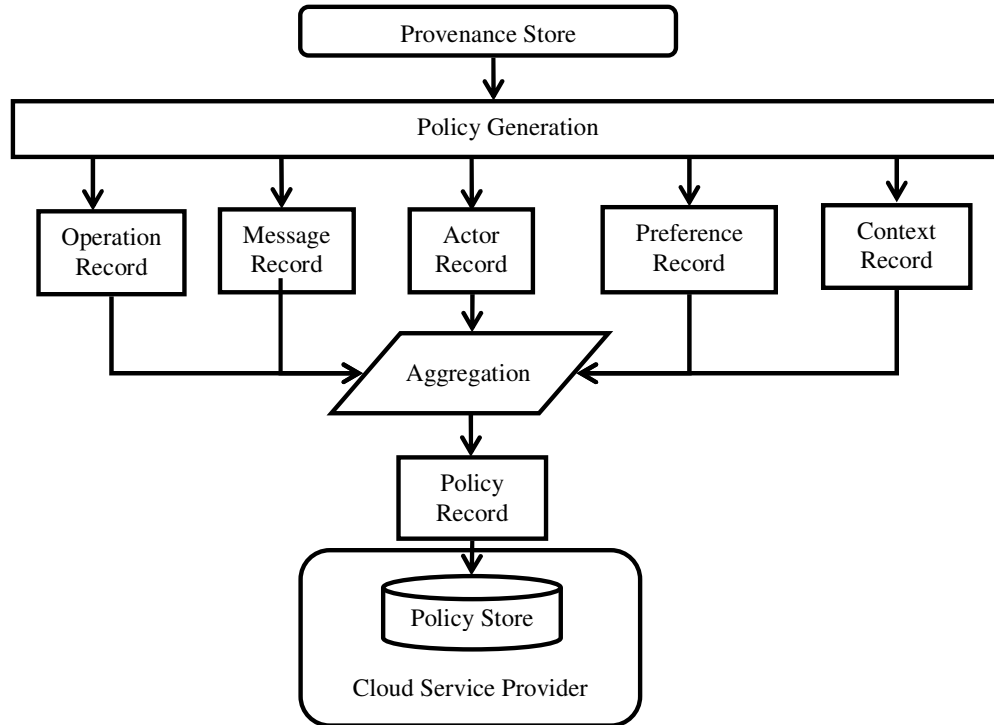 Provenance Store
Policy Generation
Operation
Record
Message
Record
Actor
Record
Preference
Record
Context
Record
Aggregation
Policy
Record
Policy Store
Cloud Service Provider